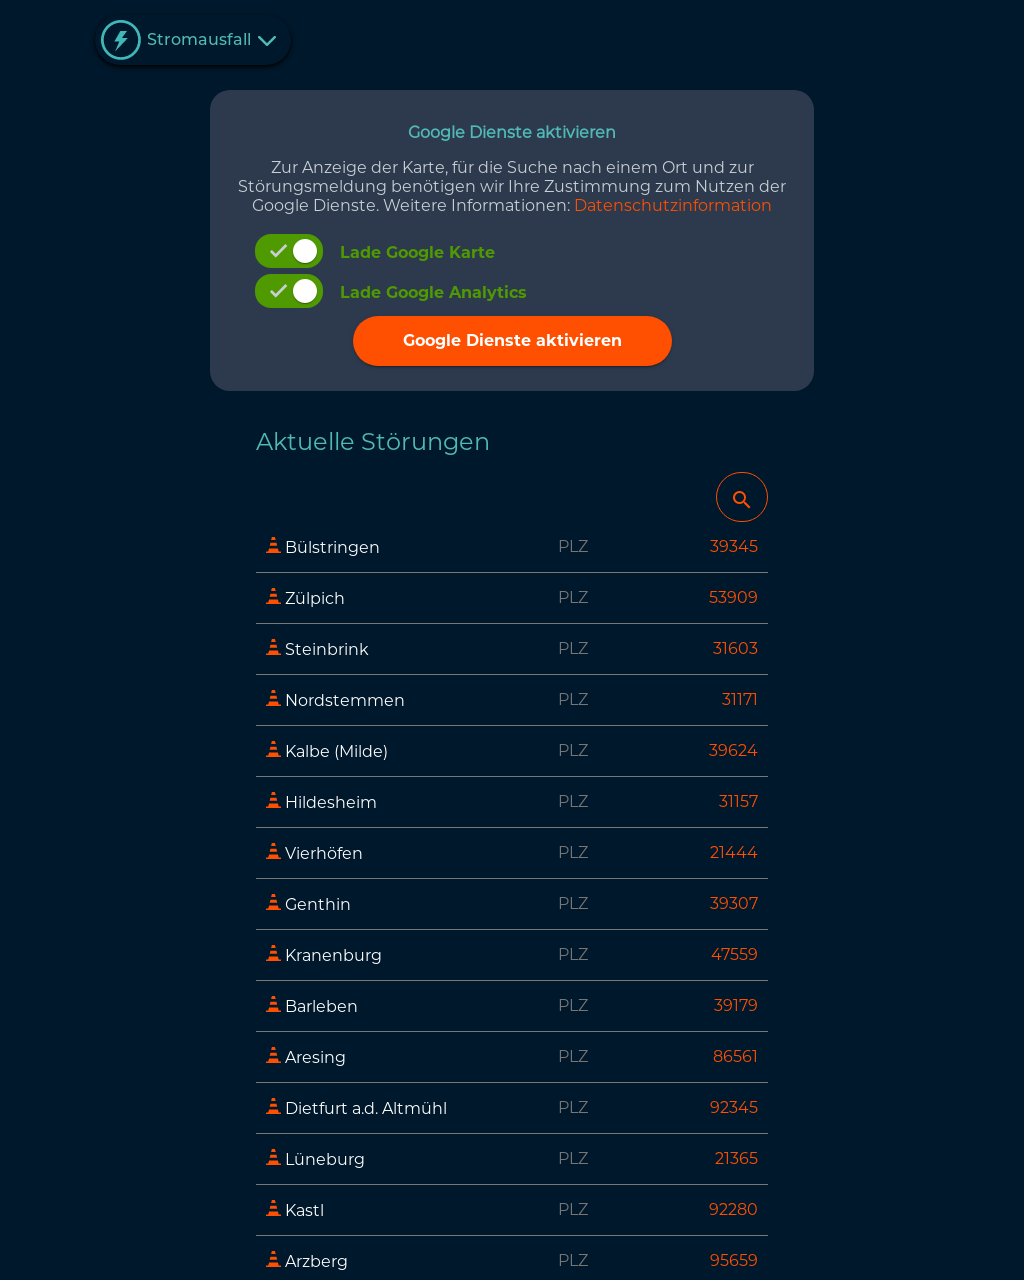 Stromausfall
Google Dienste aktivieren
Zur Anzeige der Karte, für die Suche nach einem Ort und zur
Störungsmeldung benötigen wir Ihre Zustimmung zum Nutzen der
Google Dienste. Weitere Informationen: Datenschutzinformation
Lade Google Karte
Lade Google Analytics
Google Dienste aktivieren
Aktuelle Störungen
Bülstringen PLZ 39345
Zülpich PLZ 53909
Steinbrink PLZ 31603
Nordstemmen PLZ 31171
Kalbe (Milde) PLZ 39624
Hildesheim PLZ 31157
Vierhöfen PLZ 21444
Genthin PLZ 39307
Kranenburg PLZ 47559
Barleben PLZ 39179
Aresing PLZ 86561
Dietfurt a.d. Altmühl PLZ 92345
Lüneburg PLZ 21365
Kastl PLZ 92280
Arzberg PLZ 95659